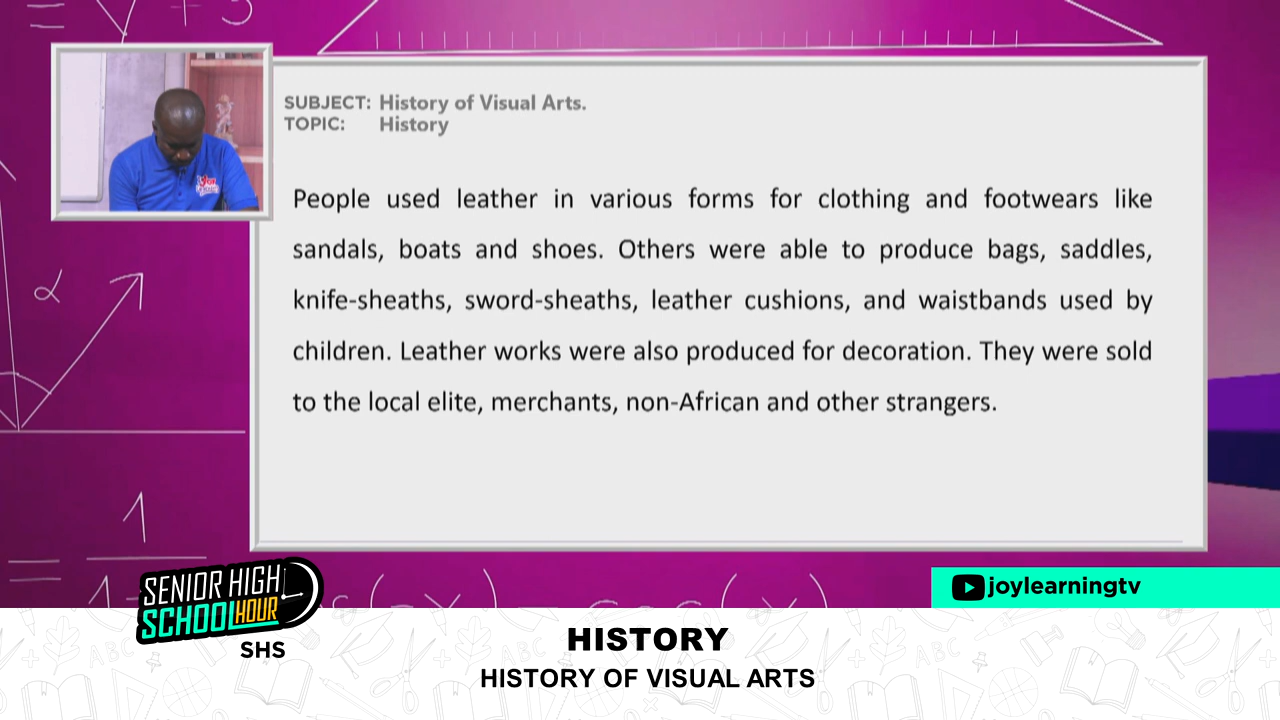 SUBJECT: History of Visual Arts.
TOPIC: History
People used leather in various forms for clothing and footwears like
sandals, boats and shoes. Others were able to produce bags, saddles,
knife-sheaths, sword-sheaths, leather cushions, and waistbands used by
children. Leather works were also produced for decoration. They were sold
to the local elite, merchants, non-African and other strangers.
SENIOR HIGH
SCHOOL HOUR
SHS
joylearningtv
HISTORY
HISTORY OF VISUAL ARTS